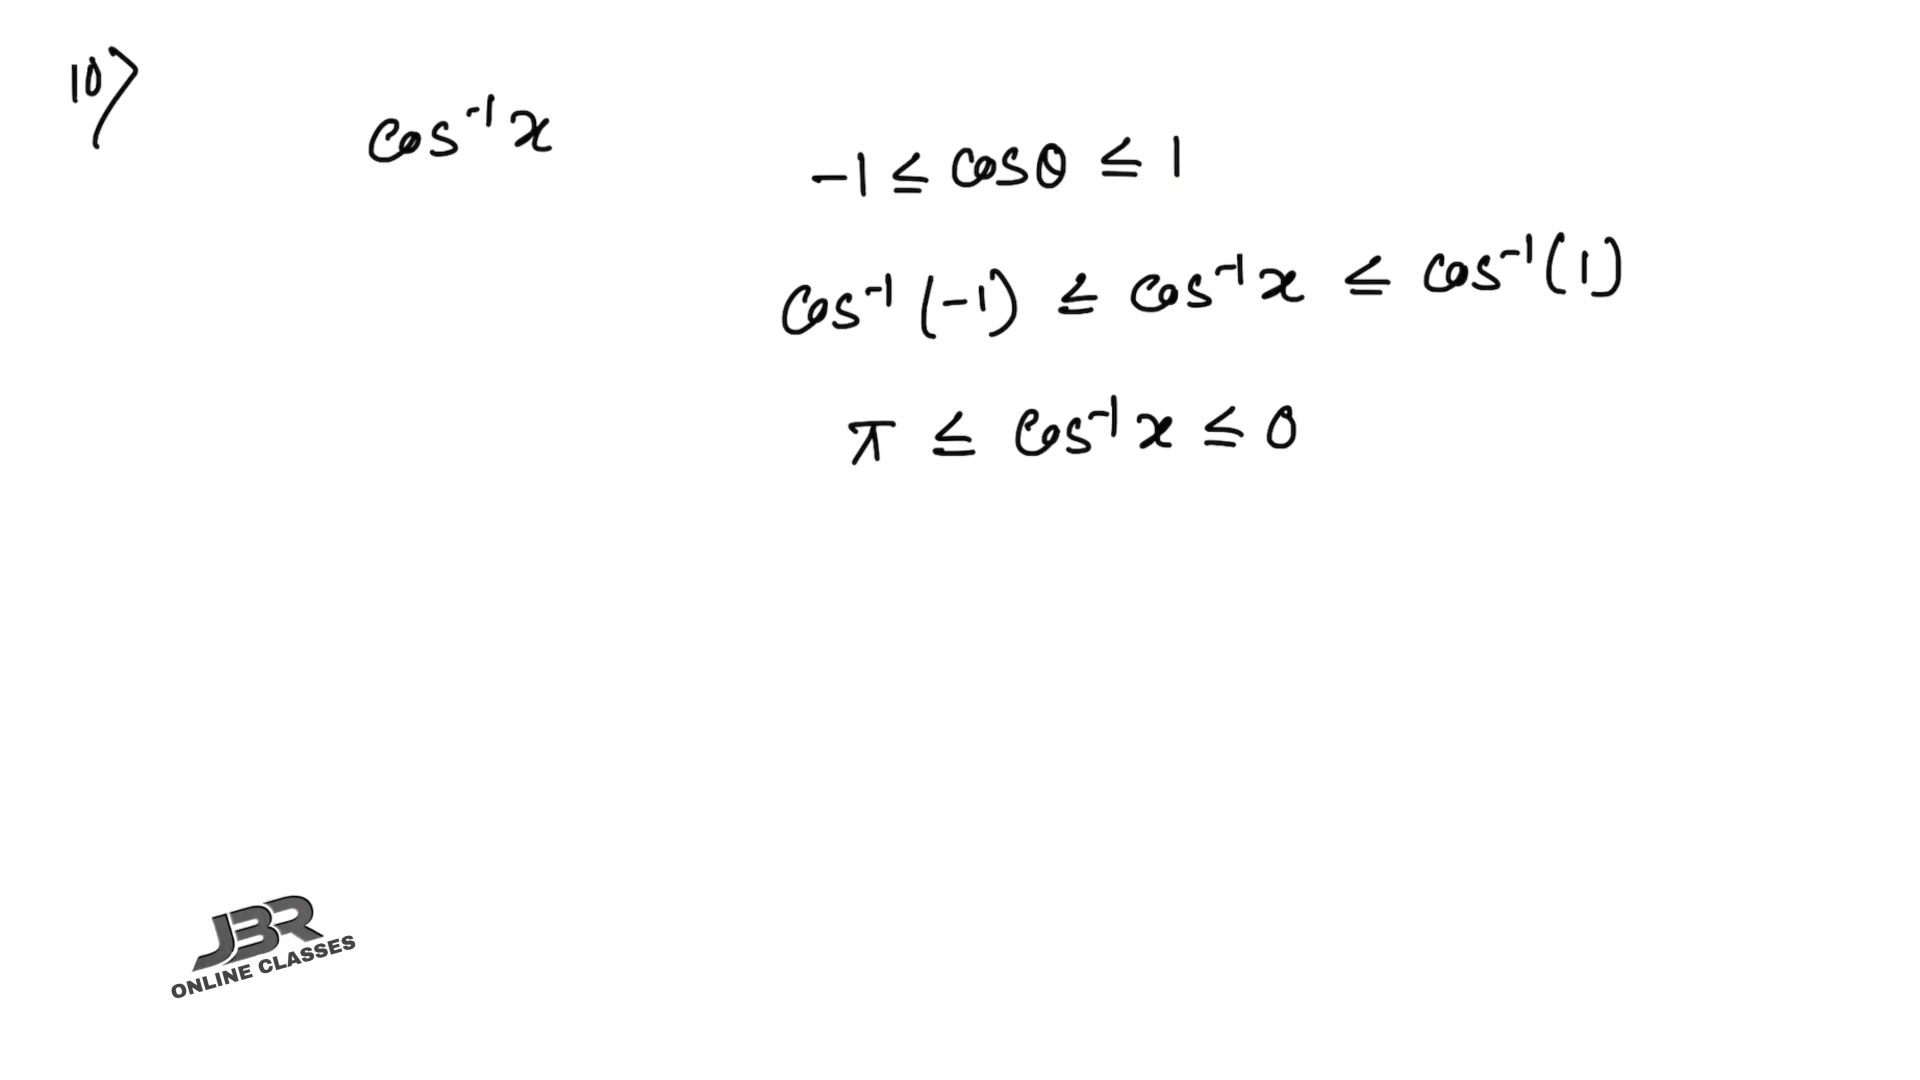 10)
cos⁻¹x
-1 ≤ cosθ ≤ 1
cos⁻¹(-1) ≤ cos⁻¹x ≤ cos⁻¹(1)
π ≤ cos⁻¹x ≤ 0
JBR
ONLINE CLASSES